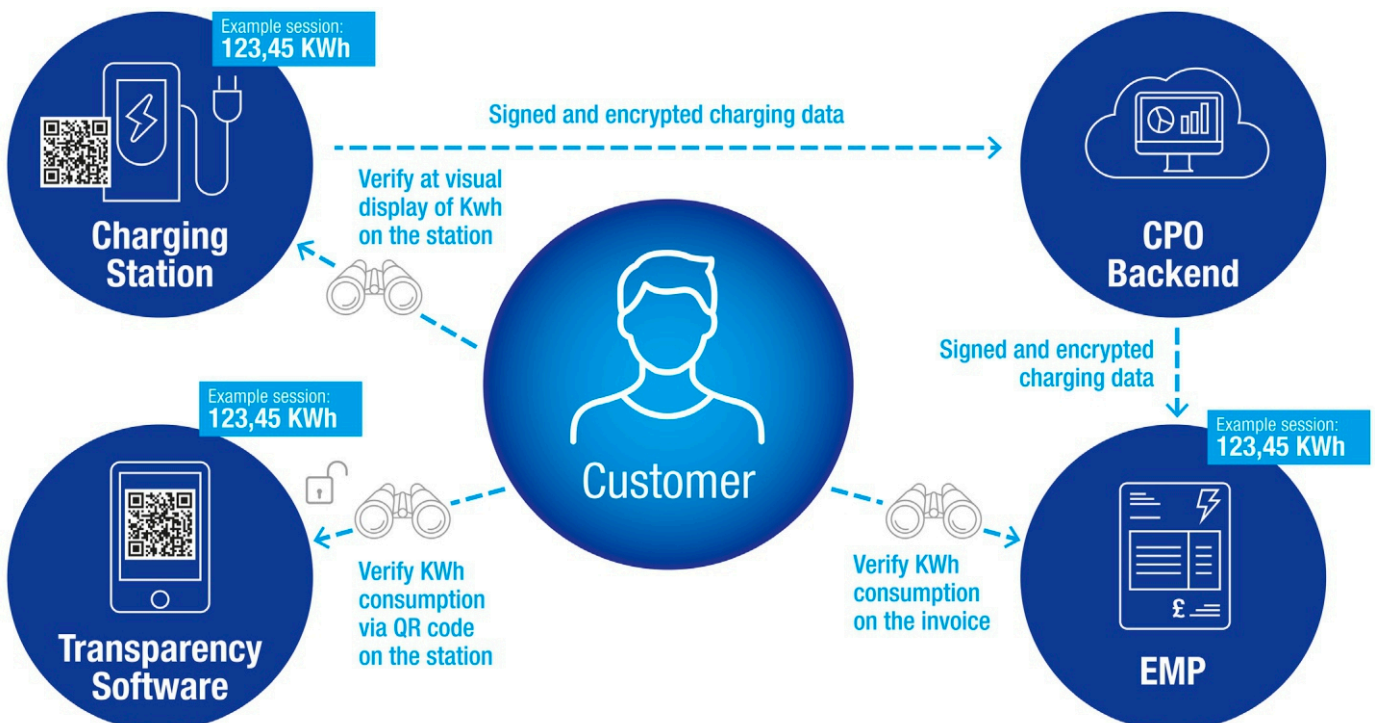 Example session:
123,45 KWh
Charging
Station
Signed and encrypted charging data
CPO
Backend
Verify at visual
display of Kwh
on the station
Signed and encrypted
charging data
Example session:
123,45 KWh
Example session:
123,45 KWh
Customer
Transparency
Software
Verify KWh
consumption
via QR code
on the station
Verify KWh
consumption
on the invoice
£
EMP